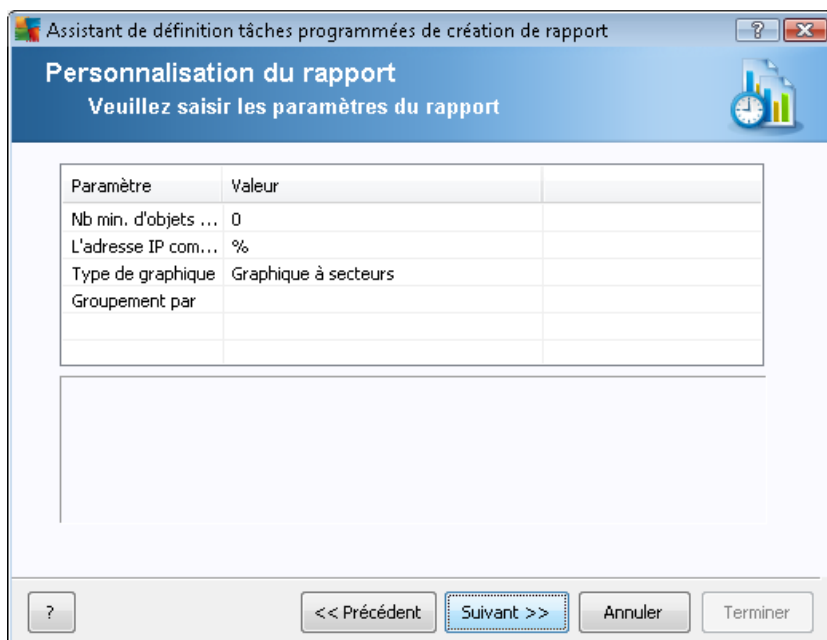 Assistant de définition tâches programmées de création de rapport
?
Personnalisation du rapport
Veuillez saisir les paramètres du rapport
Paramètre Valeur
Nb min. d'objets ... 0
L'adresse IP com... %
Type de graphique Graphique à secteurs
Groupement par
? << Précédent Suivant >> Annuler Terminer